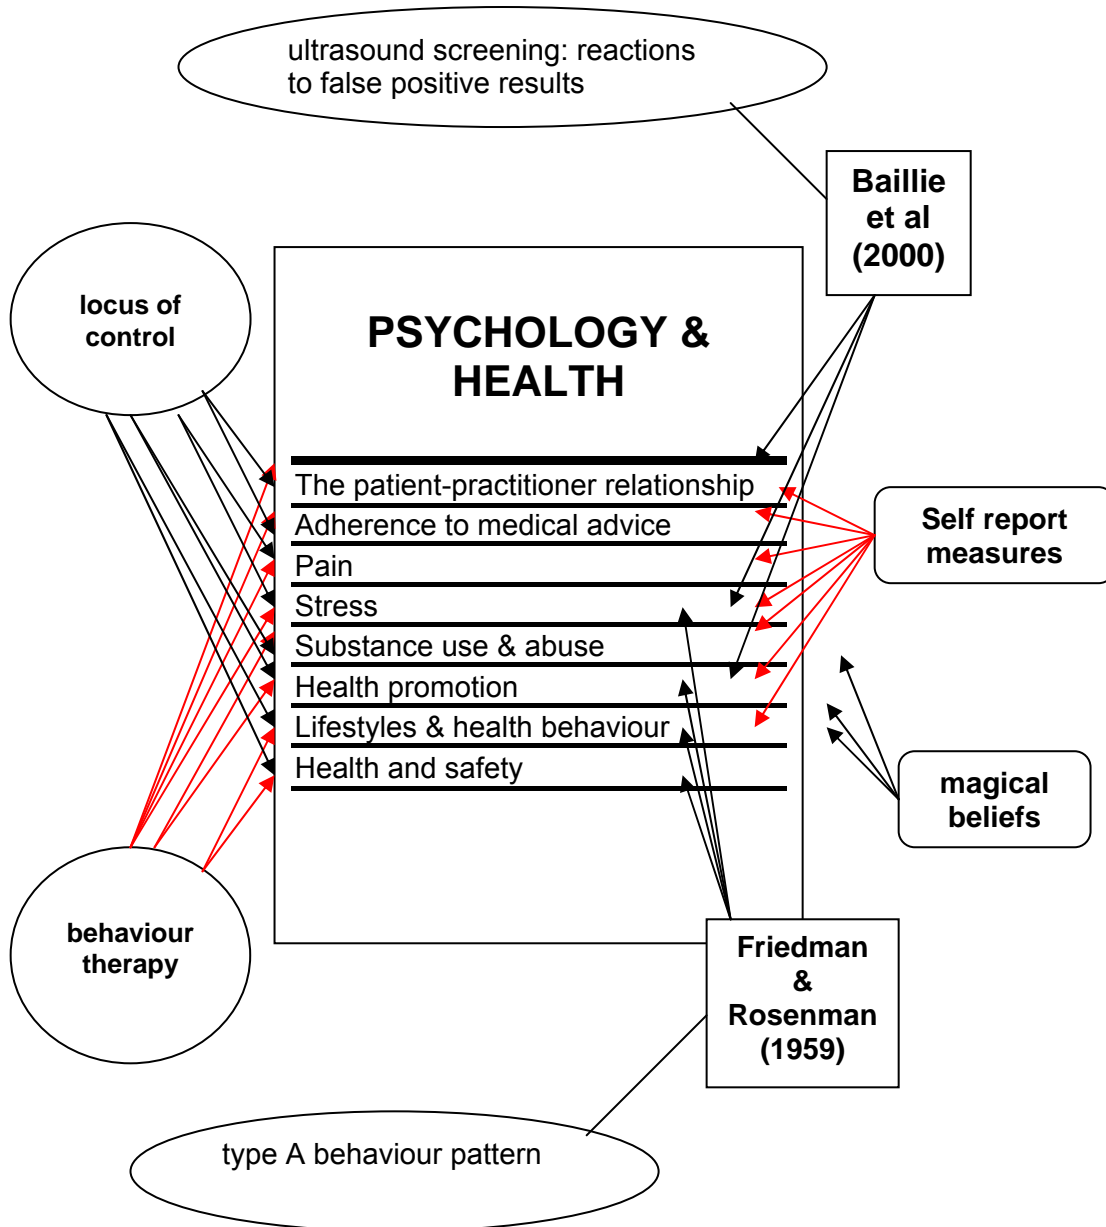 ultrasound screening: reactions
to false positive results
Baillie
et al
(2000)
locus of
control
PSYCHOLOGY &
HEALTH
The patient-practitioner relationship
Adherence to medical advice
Pain
Stress
Substance use & abuse
Health promotion
Lifestyles & health behaviour
Health and safety
Self report
measures
magical
beliefs
behaviour
therapy
Friedman
&
Rosenman
(1959)
type A behaviour pattern